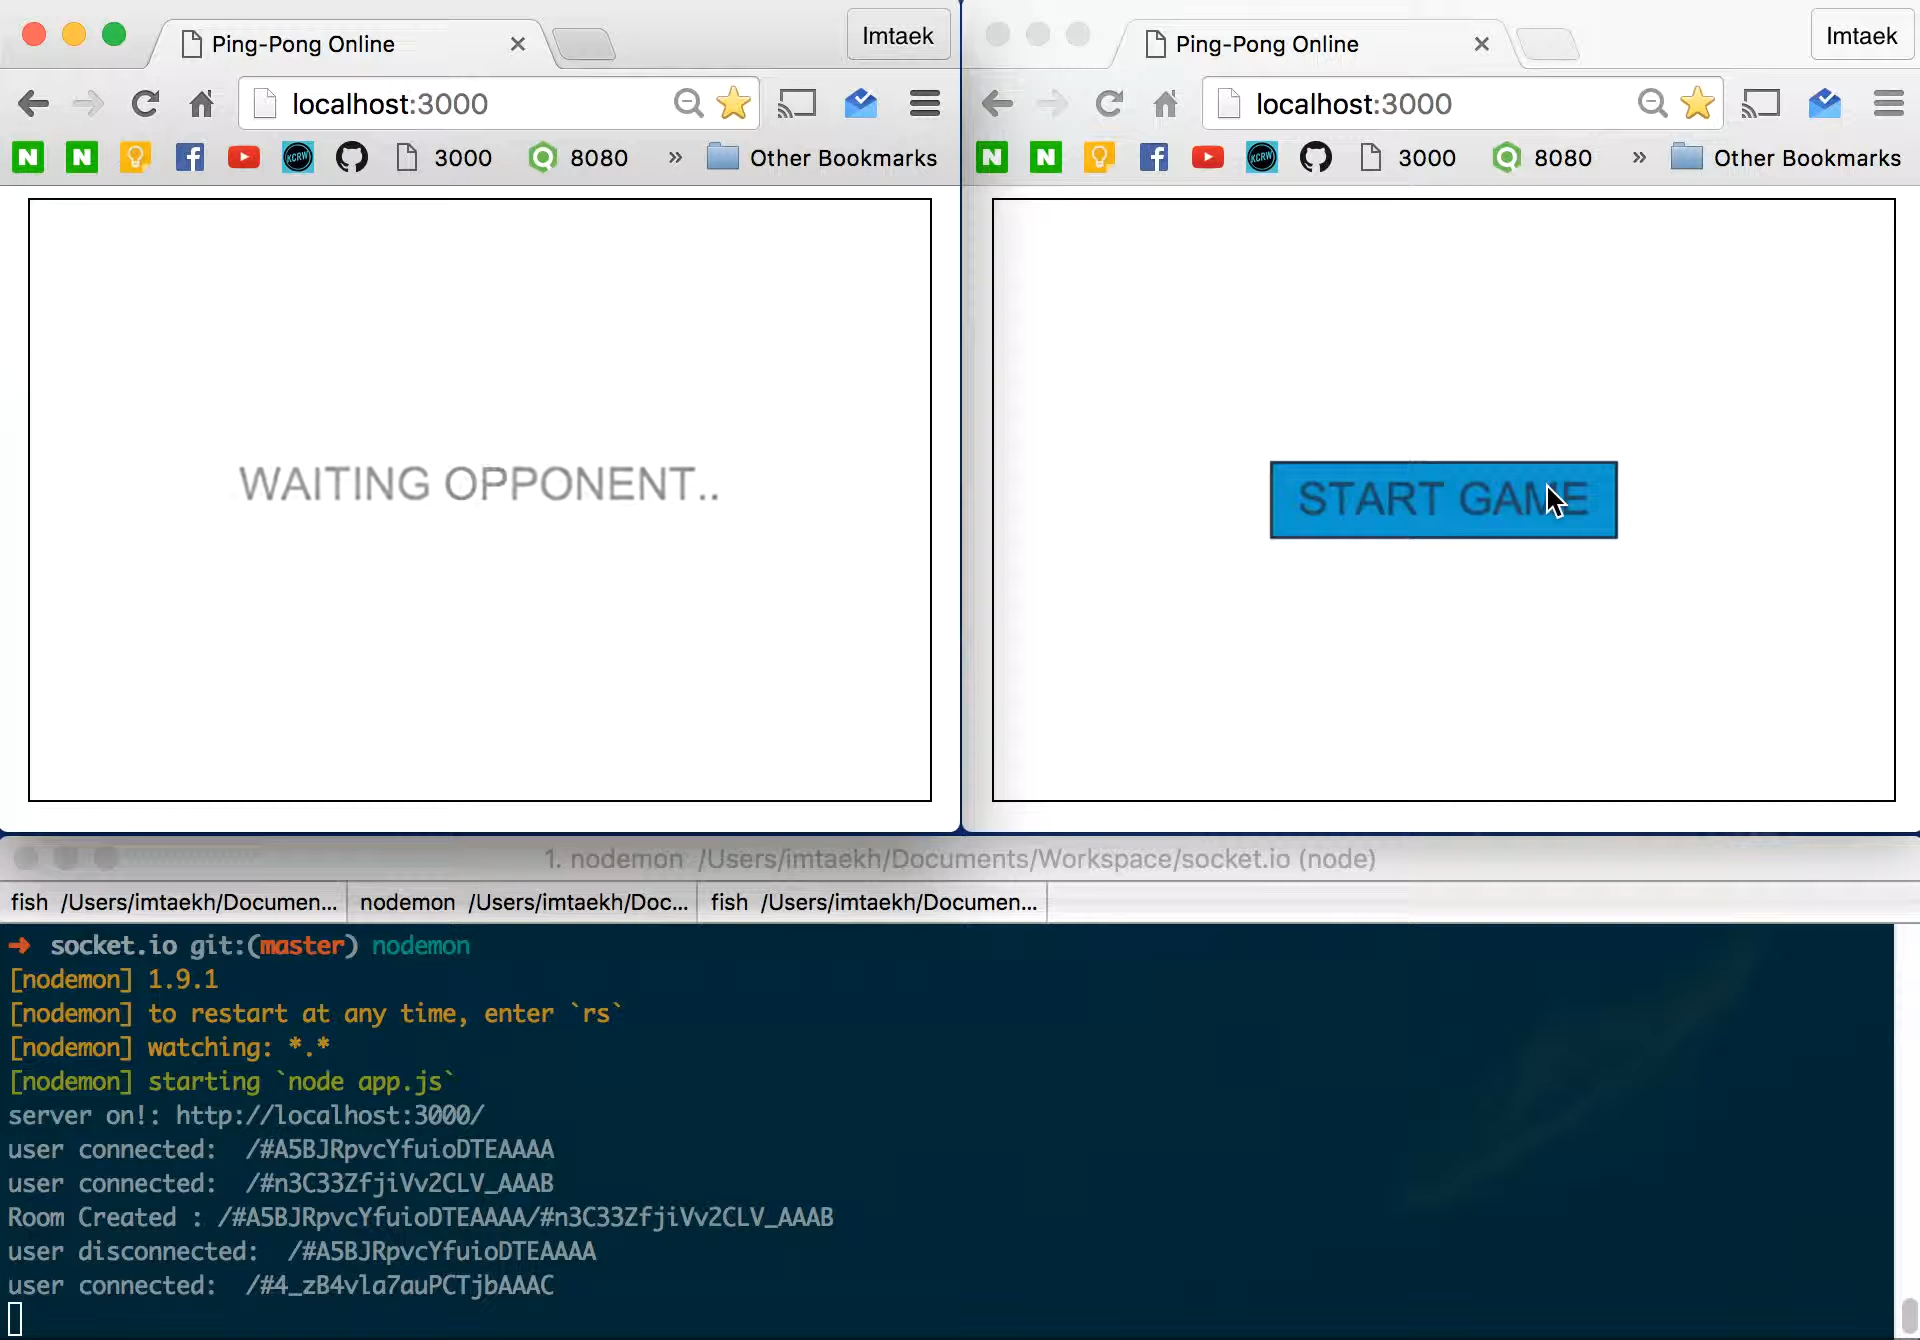 Ping-Pong Online
Imtaek
localhost:3000
N
N
KCRW
3000
8080
»
Other Bookmarks
WAITING OPPONENT..
Ping-Pong Online
Imtaek
localhost:3000
N
N
KCRW
3000
8080
»
Other Bookmarks
START GAME
1. nodemon /Users/imtaekh/Documents/Workspace/socket.io (node)
fish /Users/imtaekh/Documen...
nodemon /Users/imtaekh/Doc...
fish /Users/imtaekh/Documen...
➜ socket.io git:(master) nodemon
[nodemon] 1.9.1
[nodemon] to restart at any time, enter `rs`
[nodemon] watching: *.*
[nodemon] starting `node app.js`
server on!: http://localhost:3000/
user connected: /#A5BJRpvcYfuioDTEAAAA
user connected: /#n3C33ZfjiVv2CLV_AAAB
Room Created : /#A5BJRpvcYfuioDTEAAAA/#n3C33ZfjiVv2CLV_AAAB
user disconnected: /#A5BJRpvcYfuioDTEAAAA
user connected: /#4_zB4vla7auPCTjbAAAC